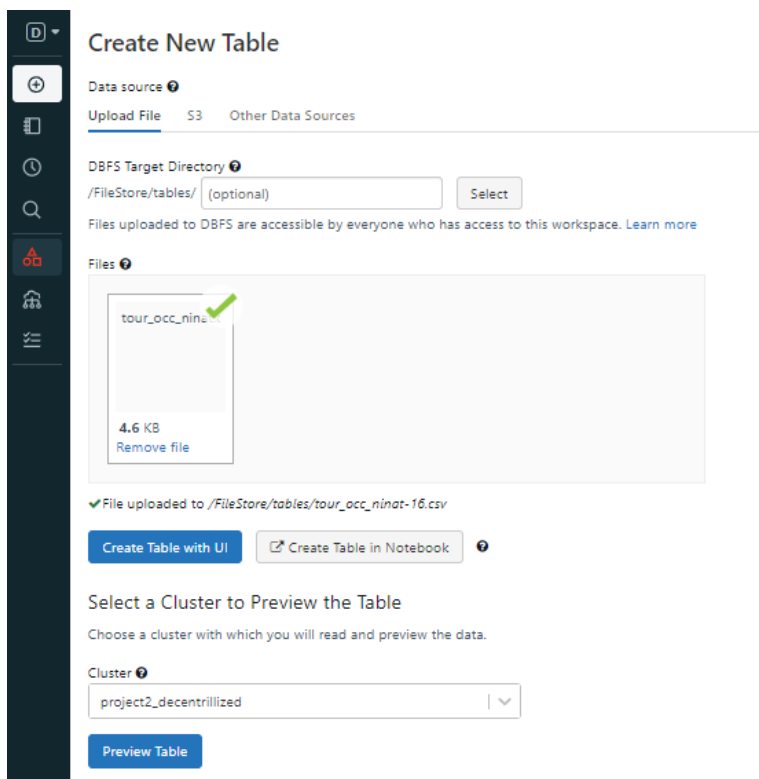 D
Create New Table
Data source
Upload File S3 Other Data Sources
DBFS Target Directory
/FileStore/tables/ (optional) Select
Files uploaded to DBFS are accessible by everyone who has access to this workspace. Learn more
Files
tour_occ_nina
4.6 KB
Remove file
File uploaded to /FileStore/tables/tour_occ_ninat-16.csv
Create Table with UI Create Table in Notebook
Select a Cluster to Preview the Table
Choose a cluster with which you will read and preview the data.
Cluster
project2_decentrillized
Preview Table